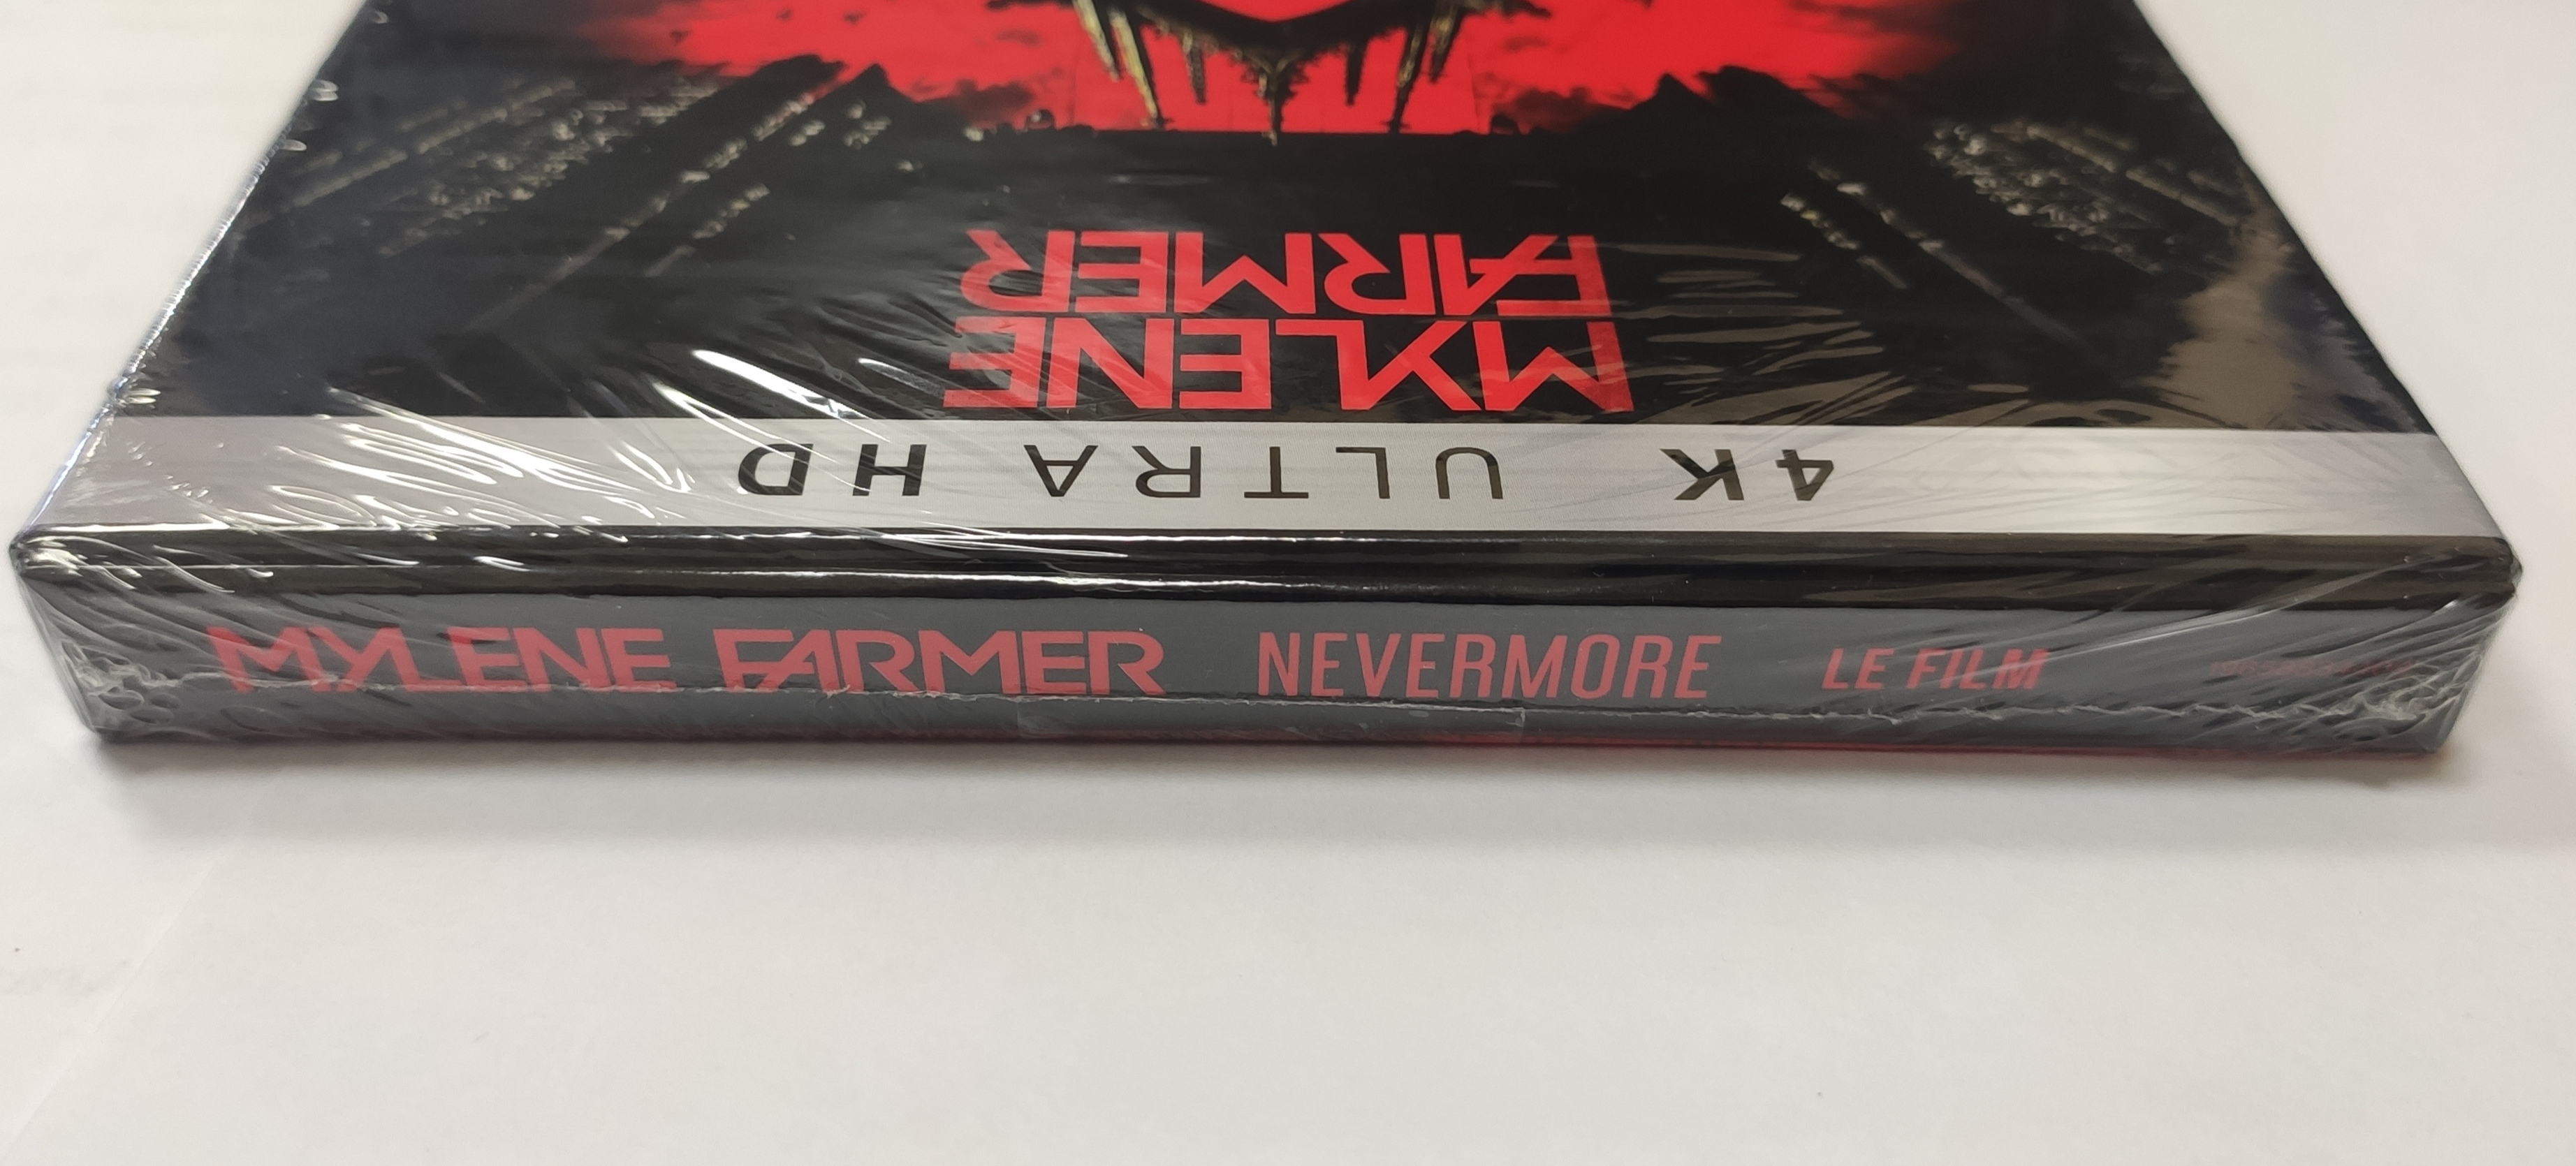 MYLENE
FARMER
4K ULTRA HD
MYLENE FARMER NEVERMORE LE FILM